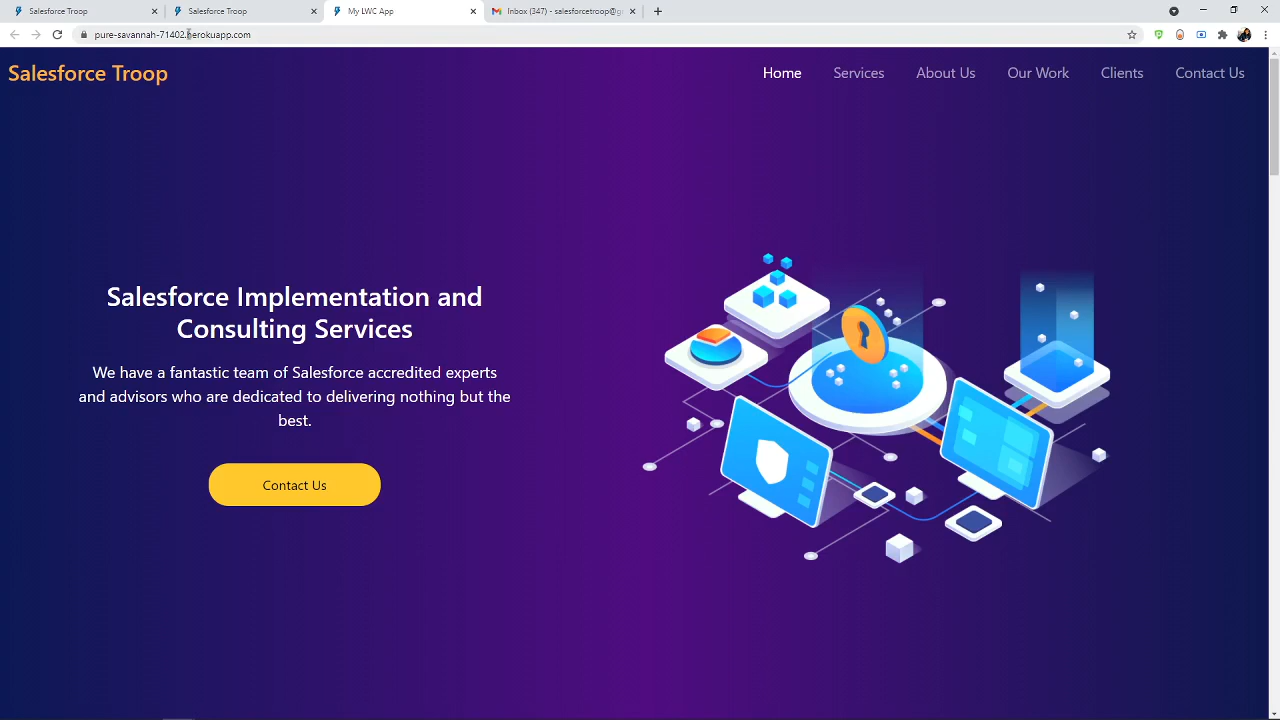 Salesforce Troop
Salesforce Troop
My LWC App
Inbox (347) - salesforcetroop@g
pure-savannah-71402.herokuapp.com
Salesforce Troop
Home
Services
About Us
Our Work
Clients
Contact Us
Salesforce Implementation and
Consulting Services
We have a fantastic team of Salesforce accredited experts
and advisors who are dedicated to delivering nothing but the
best.
Contact Us